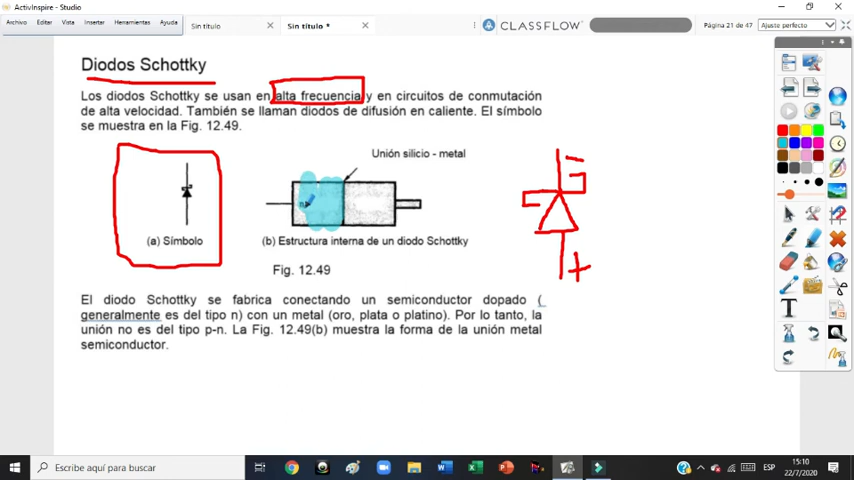 ActivInspire - Studio
Archivo Editar Vista Insertar Herramientas Ayuda
Sin título
Sin título *
CLASSFLOW
Página 21 of 47
Ajuste perfecto
Diodos Schottky
Los diodos Schottky se usan en alta frecuencia y en circuitos de conmutación
de alta velocidad. También se llaman diodos de difusión en caliente. El símbolo
se muestra en la Fig. 12.49.
Unión silicio - metal
n
(a) Símbolo
(b) Estructura interna de un diodo Schottky
Fig. 12.49
+
El diodo Schottky se fabrica conectando un semiconductor dopado (
generalmente es del tipo n) con un metal (oro, plata o platino). Por lo tanto, la
unión no es del tipo p-n. La Fig. 12.49(b) muestra la forma de la unión metal
semiconductor.
Escribe aquí para buscar
ESP
15:10
22/7/2020